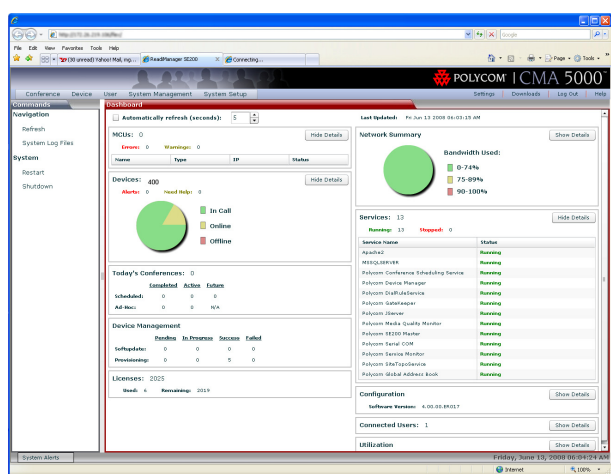 Google
File Edit View Favorites Tools Help
(30 unread) Yahoo! Mail, mg... ReadiManager SE200 X Connecting...
Page Tools
POLYCOM | CMA 5000
Conference Device User System Management System Setup Settings Downloads Log Out Help
Commands
Navigation
Refresh
System Log Files
System
Restart
Shutdown
Dashboard
Automatically refresh (seconds): 5
MCUs: 0 Hide Details
Errors: 0 Warnings: 0
Name Type IP Status
Devices: 400 Hide Details
Alerts: 0 Need Help: 0
In Call
Online
Offline
Today's Conferences: 0
Completed Active Future
Scheduled: 0 0 0
Ad-Hoc: 0 0 N/A
Device Management
Pending In Progress Success Failed
Softupdate: 0 0 0 0
Provisioning: 0 0 5 0
Licenses: 2025
Used: 6 Remaining: 2019
Last Updated: Fri Jun 13 2008 06:03:15 AM
Network Summary Show Details
Bandwidth Used:
0-74%
75-89%
90-100%
Services: 13 Hide Details
Running: 13 Stopped: 0
Service Name Status
Apache2 Running
MSSQLSERVER Running
Polycom Conference Scheduling Service Running
Polycom Device Manager Running
Polycom DialRuleService Running
Polycom GateKeeper Running
Polycom JServer Running
Polycom Media Quality Monitor Running
Polycom SE200 Master Running
Polycom Serial COM Running
Polycom Service Monitor Running
Polycom SiteTopoService Running
Polycom Global Address Book Running
Configuration Show Details
Software Version: 4.00.00.ER017
Connected Users: 1 Show Details
Utilization Show Details
System Alerts Friday, June 13, 2008 06:04:24 AM
Internet 100%